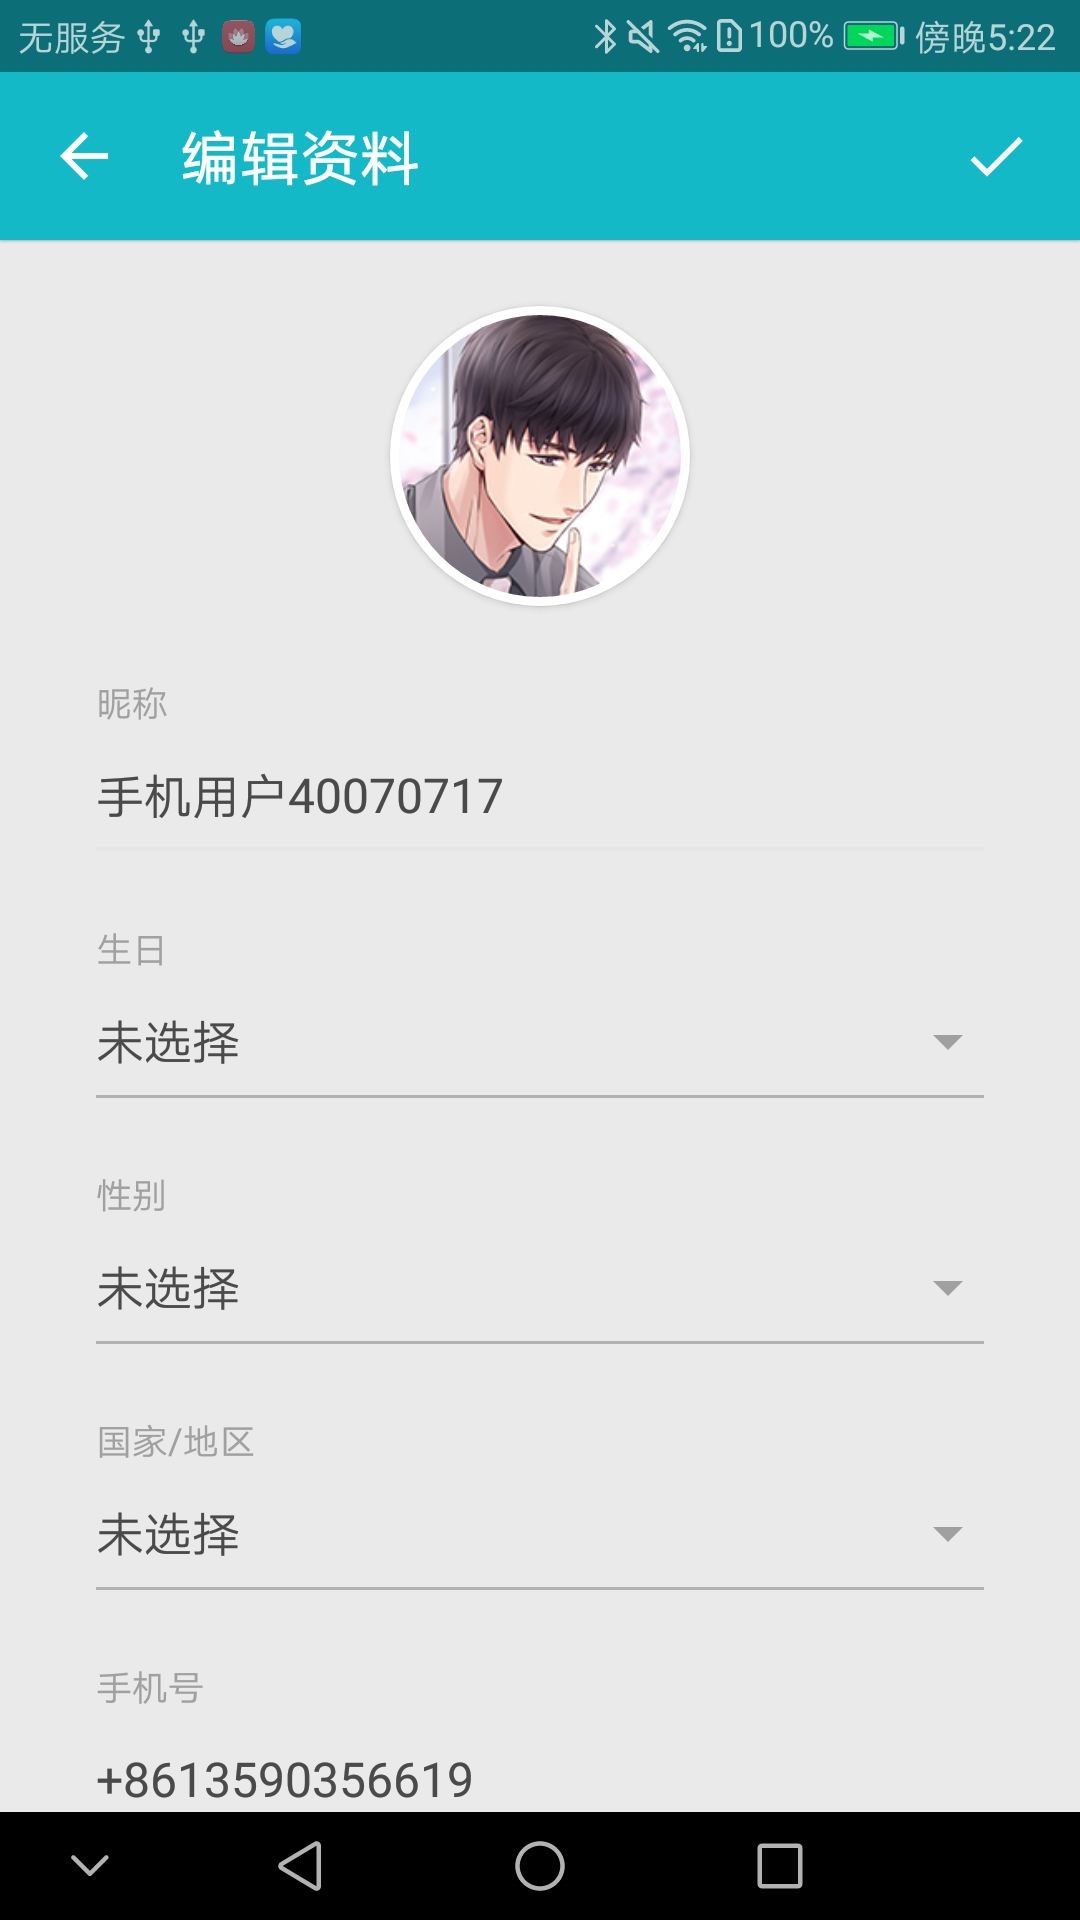 无服务 100% 傍晚5:22
编辑资料
昵称
手机用户40070717
生日
未选择
性别
未选择
国家/地区
未选择
手机号
+8613590356619